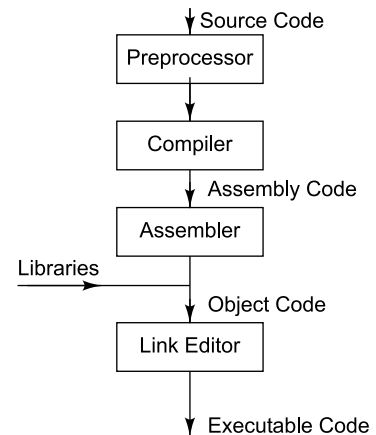 Source Code
Preprocessor
Compiler
Assembly Code
Assembler
Libraries
Object Code
Link Editor
Executable Code